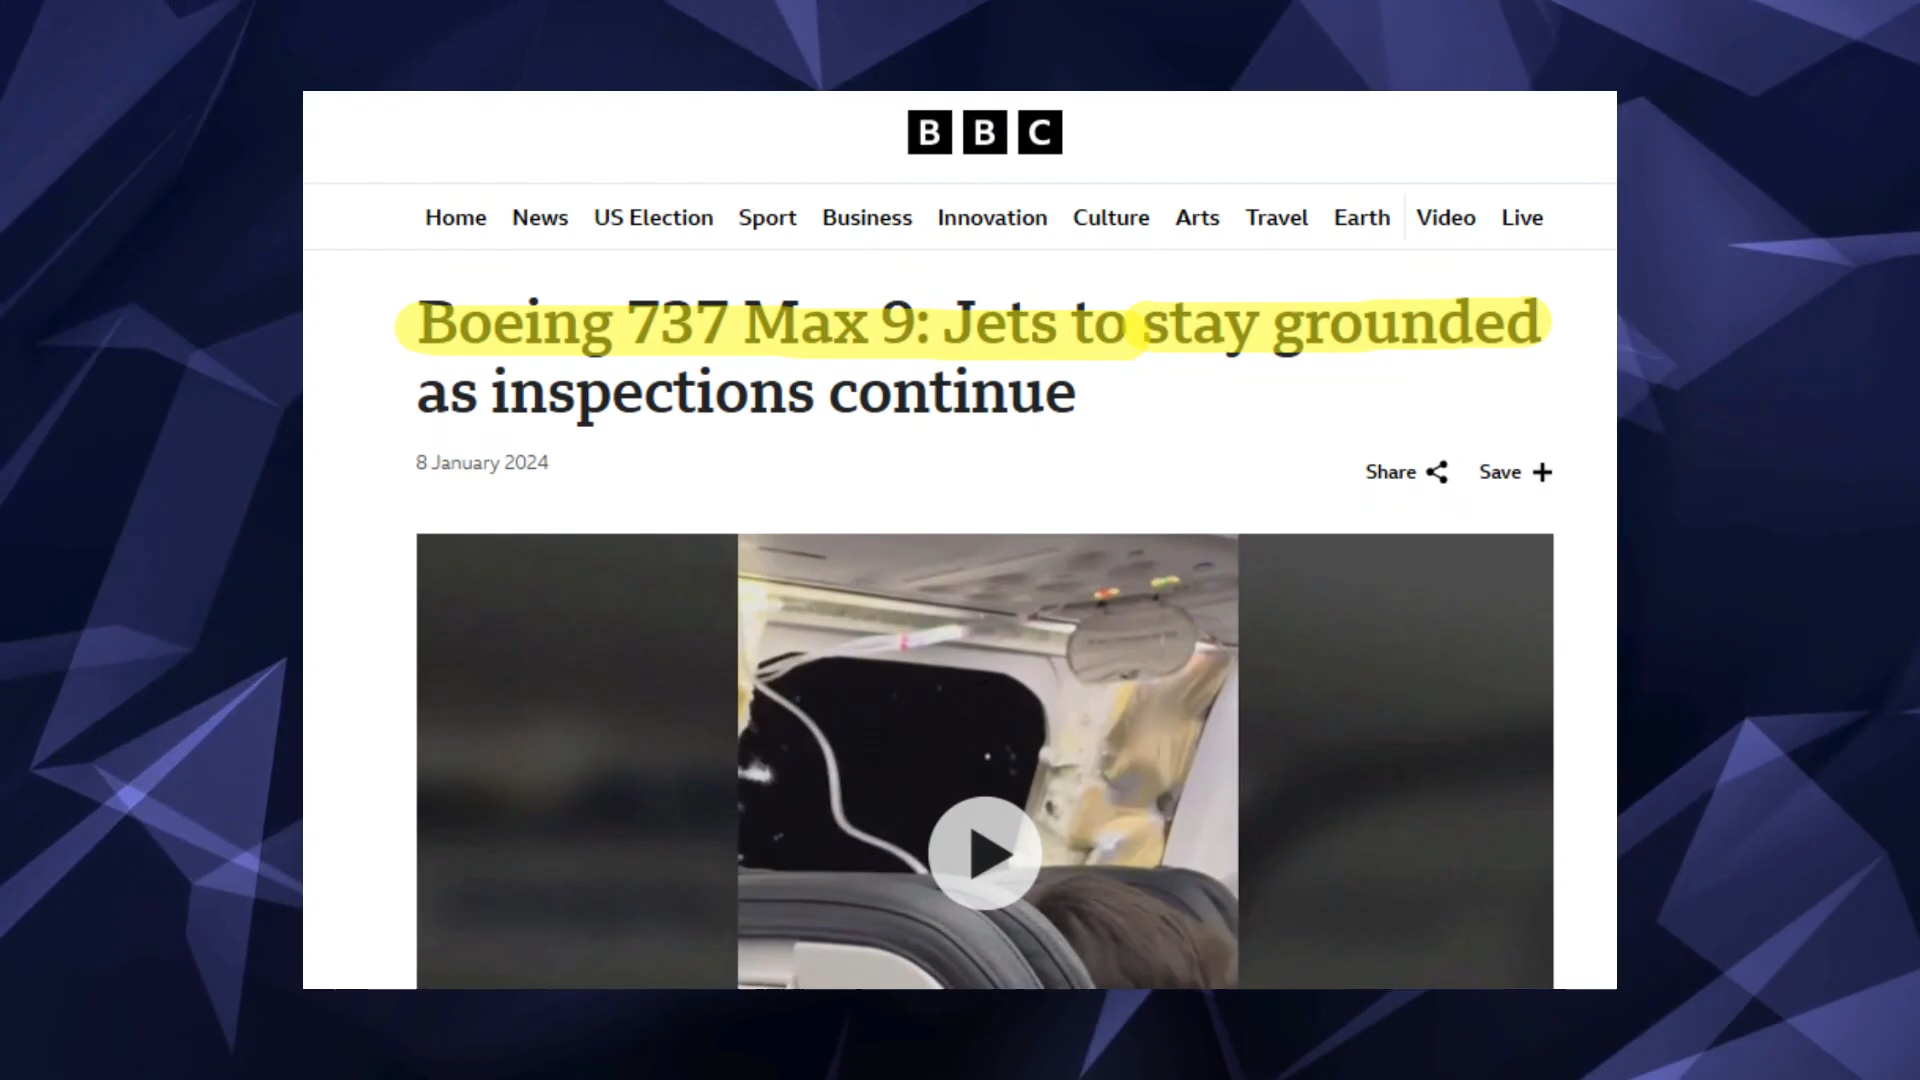 BBC
Home News US Election Sport Business Innovation Culture Arts Travel Earth Video Live
Boeing 737 Max 9: Jets to stay grounded
as inspections continue
8 January 2024
Share Save